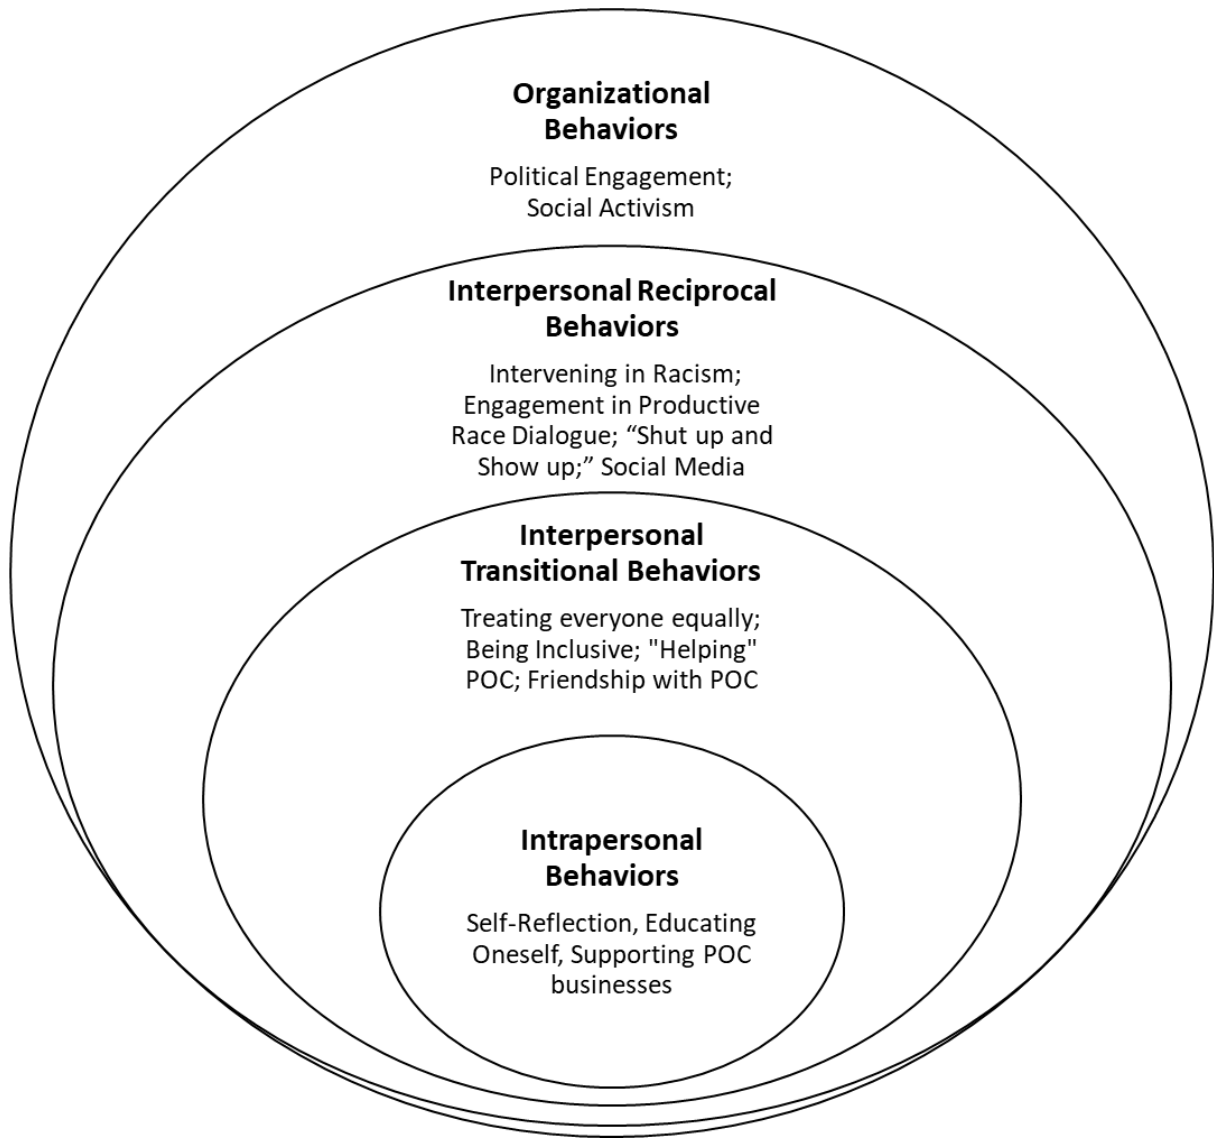 Organizational
Behaviors
Political Engagement;
Social Activism
Interpersonal Reciprocal
Behaviors
Intervening in Racism;
Engagement in Productive
Race Dialogue; “Shut up and
Show up;” Social Media
Interpersonal
Transitional Behaviors
Treating everyone equally;
Being Inclusive; "Helping"
POC; Friendship with POC
Intrapersonal
Behaviors
Self-Reflection, Educating
Oneself, Supporting POC
businesses